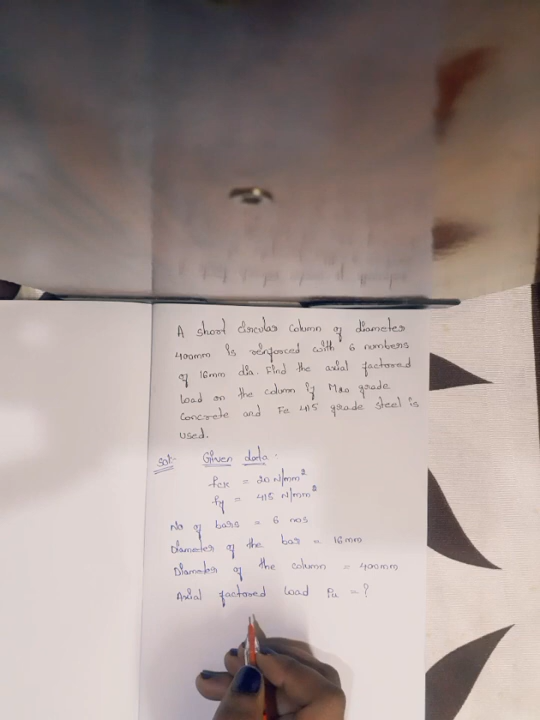 A short circular column of diameter
400mm is reinforced with 6 numbers
of 16mm dia. Find the axial factored
load on the column if M20 grade
concrete and Fe 415 grade steel is
used.
Sol:- Given data.
fck = 20 N/mm²
fy = 415 N/mm²
No of bars = 6 nos
Diameter of the bar = 16mm
Diameter of the column = 400mm
Axial factored load Pu = ?